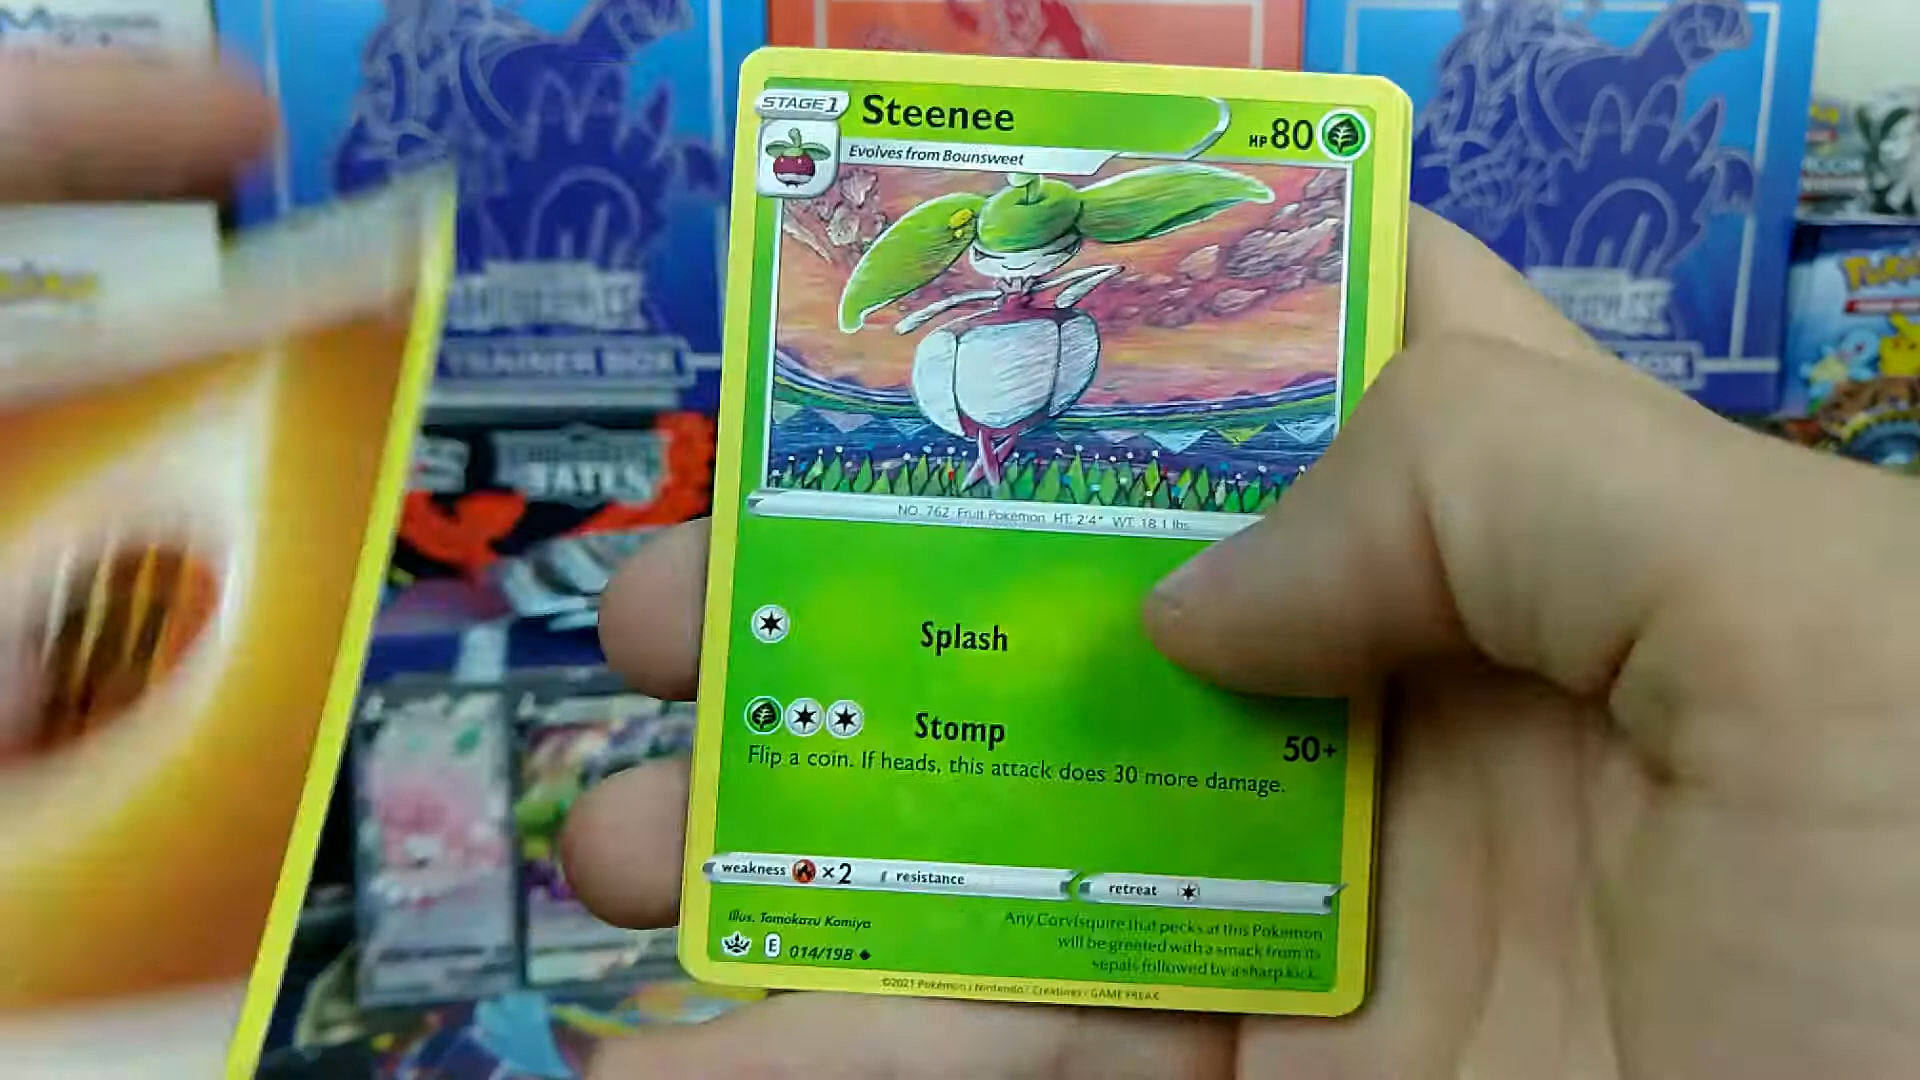 STAGE1
Steenee
HP 80
Evolves from Bounsweet
NO. 762 Fruit Pokémon HT: 2'4" WT: 18.1 lbs.
Splash
Stomp
50+
Flip a coin. If heads, this attack does 30 more damage.
weakness ×2 resistance
retreat
Illus. Tomokazu Komiya
Any Corvisquire that pecks at this Pokémon
will be greeted with a smack from its
sepals followed by a sharp kick.
E 014/198
©2021 Pokémon / Nintendo / Creatures / GAME FREAK
TRAINER BOX
FATES